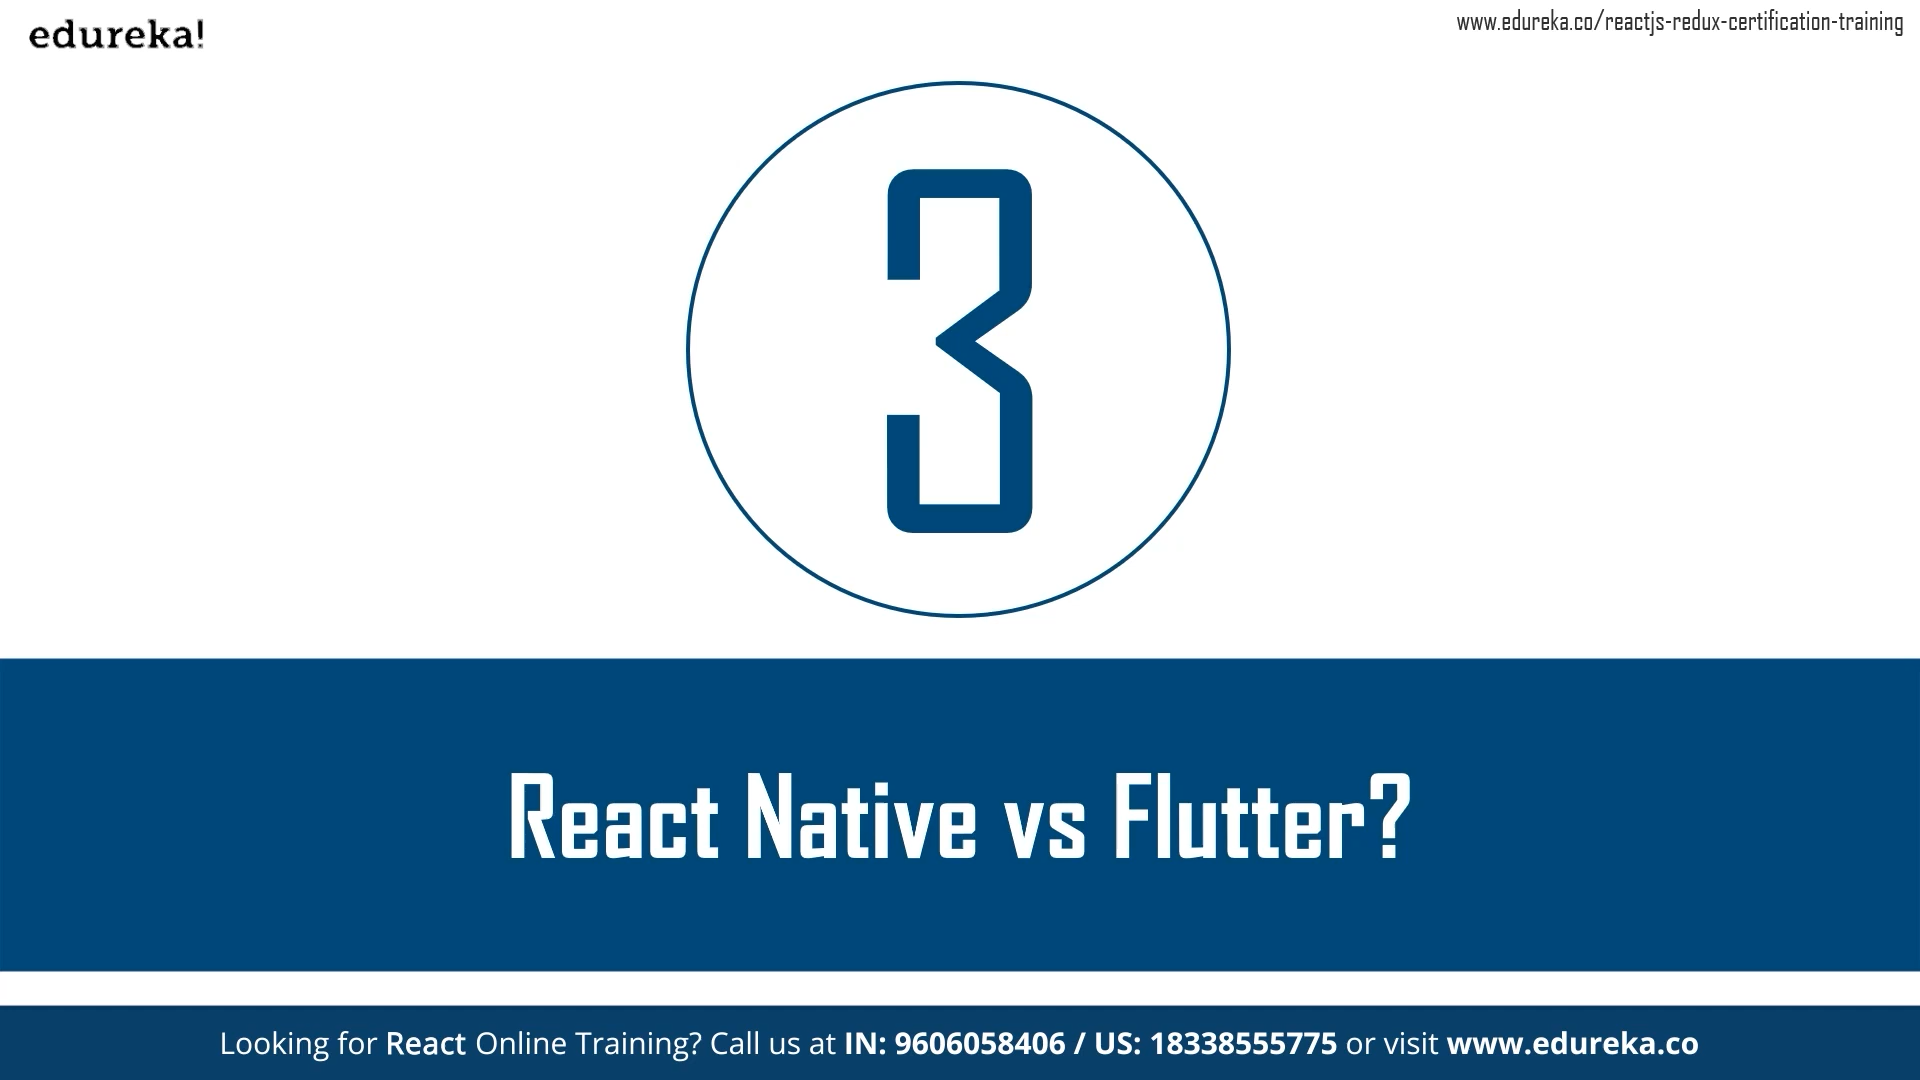 edureka!
www.edureka.co/reactjs-redux-certification-training
3
React Native vs Flutter?
Looking for React Online Training? Call us at IN: 9606058406 / US: 18338555775 or visit www.edureka.co